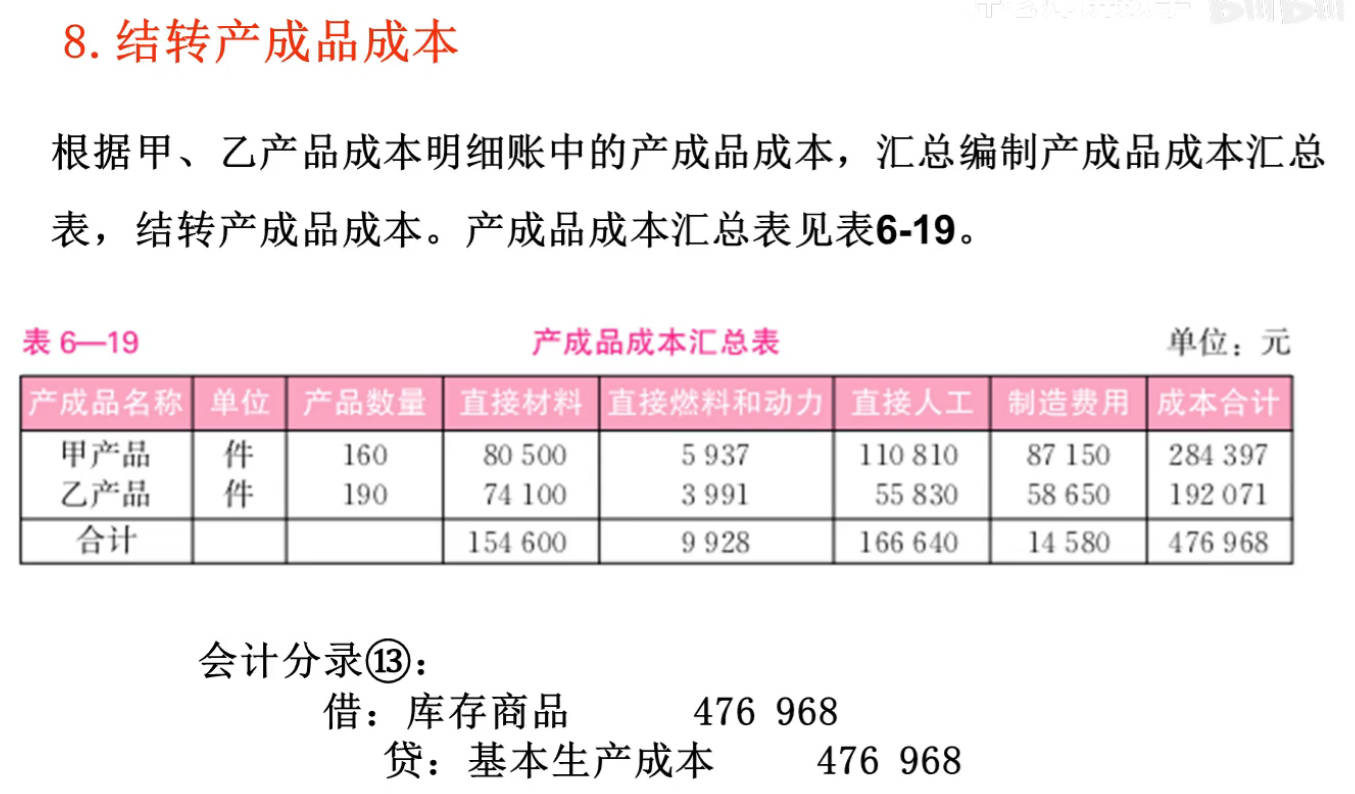 8. 结转产成品成本
根据甲、乙产品成本明细账中的产成品成本，汇总编制产成品成本汇总
表，结转产成品成本。产成品成本汇总表见表6-19。
表 6—19 产成品成本汇总表 单位：元
产成品名称 单位 产品数量 直接材料 直接燃料和动力 直接人工 制造费用 成本合计
甲产品 件 160 80 500 5 937 110 810 87 150 284 397
乙产品 件 190 74 100 3 991 55 830 58 650 192 071
合计 154 600 9 928 166 640 14 580 476 968
会计分录⑬：
借：库存商品 476 968
贷：基本生产成本 476 968